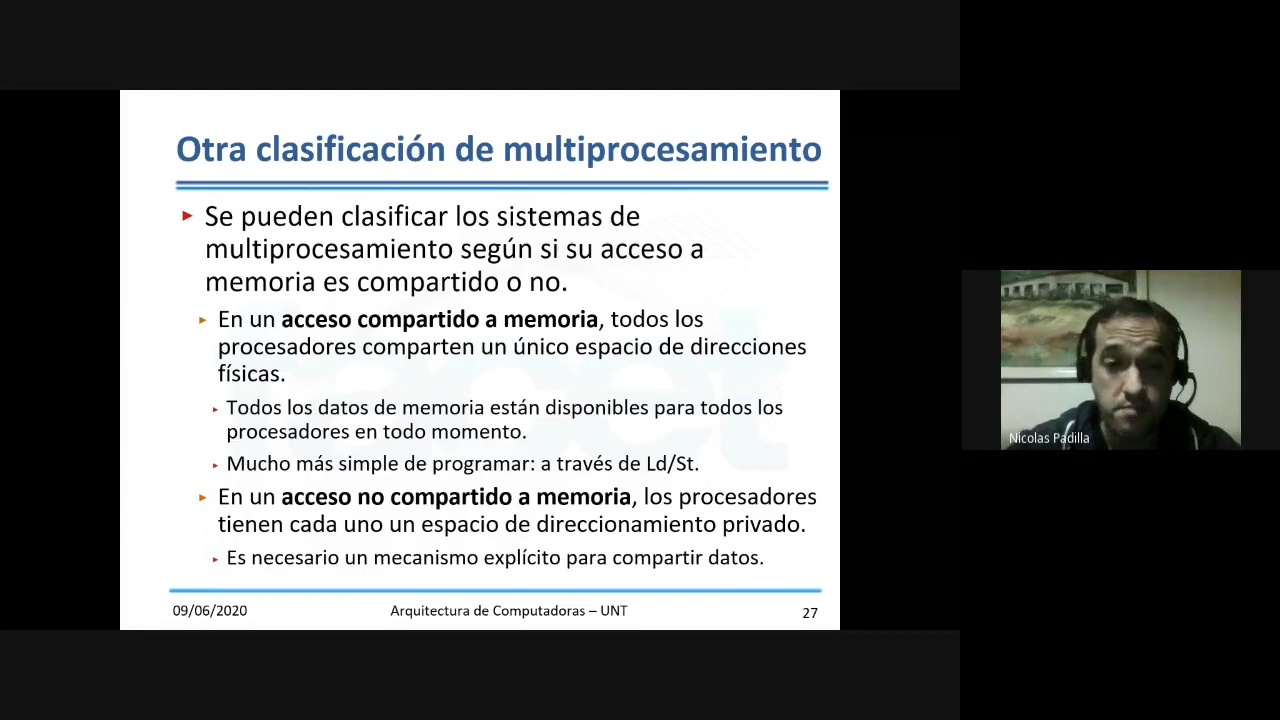 Otra clasificación de multiprocesamiento
Se pueden clasificar los sistemas de
multiprocesamiento según si su acceso a
memoria es compartido o no.
En un acceso compartido a memoria, todos los
procesadores comparten un único espacio de direcciones
físicas.
Todos los datos de memoria están disponibles para todos los
procesadores en todo momento.
Mucho más simple de programar: a través de Ld/St.
En un acceso no compartido a memoria, los procesadores
tienen cada uno un espacio de direccionamiento privado.
Es necesario un mecanismo explícito para compartir datos.
09/06/2020
Arquitectura de Computadoras – UNT
27
Nicolas Padilla